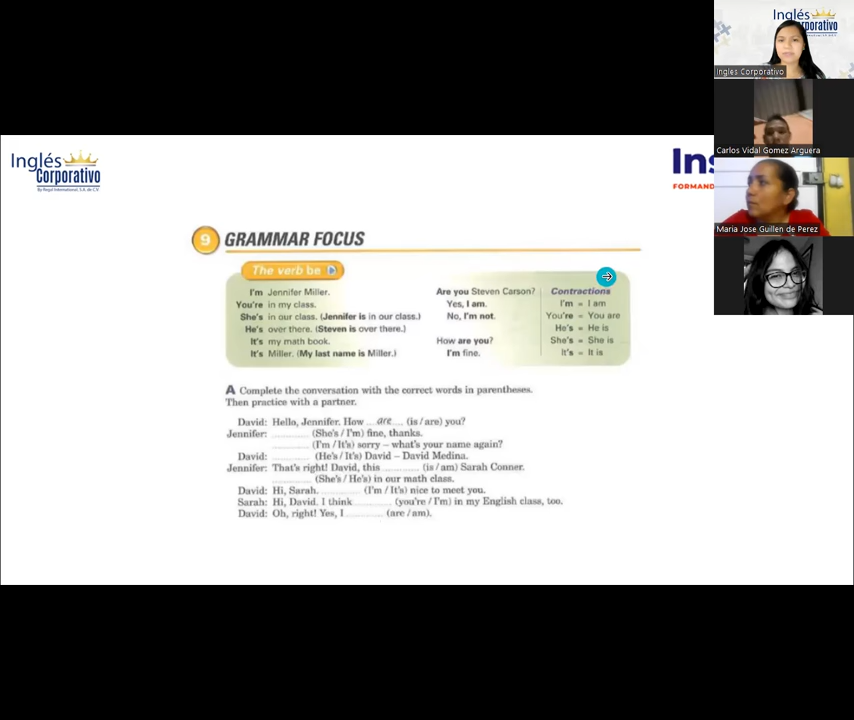 Inglés
Corporativo
By Regal International, S.A. de C.V.
Ins
FORMAND
Inglés
Corporativo
Ingles Corporativo
Carlos Vidal Gomez Arguera
Maria Jose Guillen de Perez
9 GRAMMAR FOCUS
The verb be
I'm Jennifer Miller.
You're in my class.
She's in our class. (Jennifer is in our class.)
He's over there. (Steven is over there.)
It's my math book.
It's Miller. (My last name is Miller.)
Are you Steven Carson?
Yes, I am.
No, I'm not.
How are you?
I'm fine.
Contractions
I'm = I am
You're = You are
He's = He is
She's = She is
It's = It is
A Complete the conversation with the correct words in parentheses.
Then practice with a partner.
David: Hello, Jennifer. How ...are... (is / are) you?
Jennifer: .......... (She's / I'm) fine, thanks.
.......... (I'm / It's) sorry – what's your name again?
David: .......... (He's / It's) David – David Medina.
Jennifer: That's right! David, this .......... (is / am) Sarah Conner.
.......... (She's / He's) in our math class.
David: Hi, Sarah. .......... (I'm / It's) nice to meet you.
Sarah: Hi, David. I think .......... (you're / I'm) in my English class, too.
David: Oh, right! Yes, I .......... (are / am).